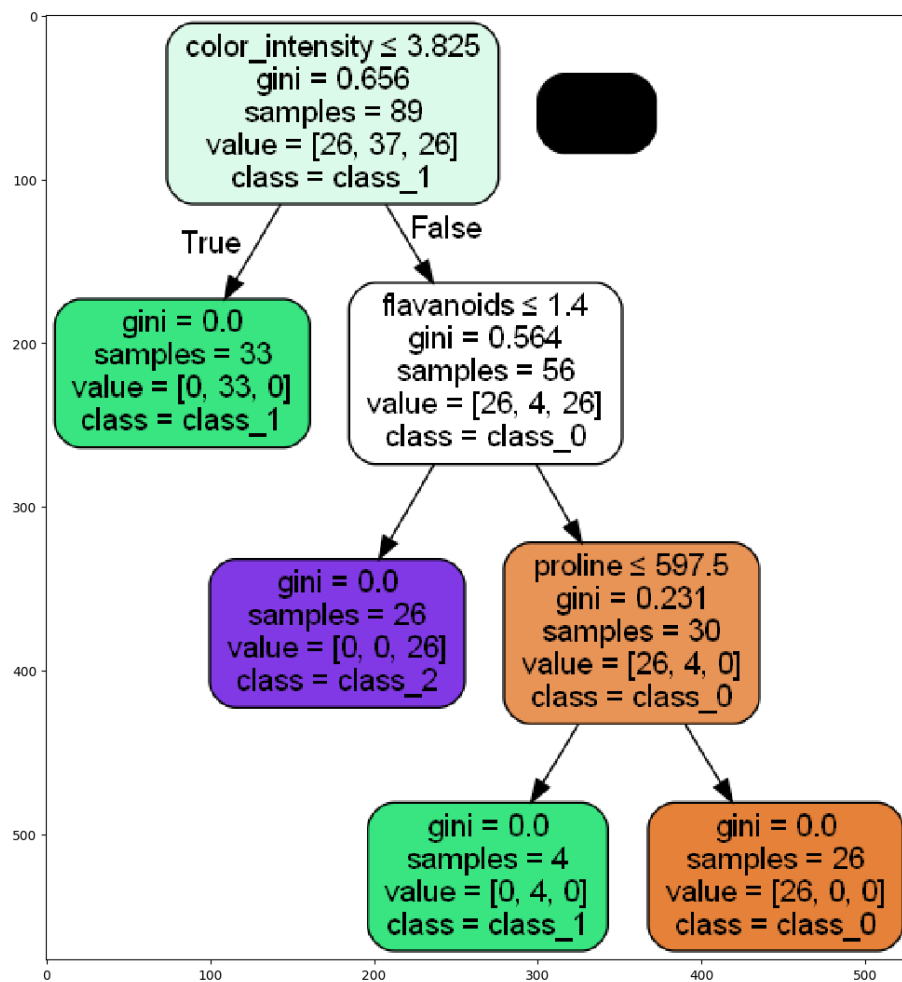 0
100
200
300
400
500
color_intensity ≤ 3.825
gini = 0.656
samples = 89
value = [26, 37, 26]
class = class_1
True
False
gini = 0.0
samples = 33
value = [0, 33, 0]
class = class_1
flavanoids ≤ 1.4
gini = 0.564
samples = 56
value = [26, 4, 26]
class = class_0
gini = 0.0
samples = 26
value = [0, 0, 26]
class = class_2
proline ≤ 597.5
gini = 0.231
samples = 30
value = [26, 4, 0]
class = class_0
gini = 0.0
samples = 4
value = [0, 4, 0]
class = class_1
gini = 0.0
samples = 26
value = [26, 0, 0]
class = class_0
0
100
200
300
400
500